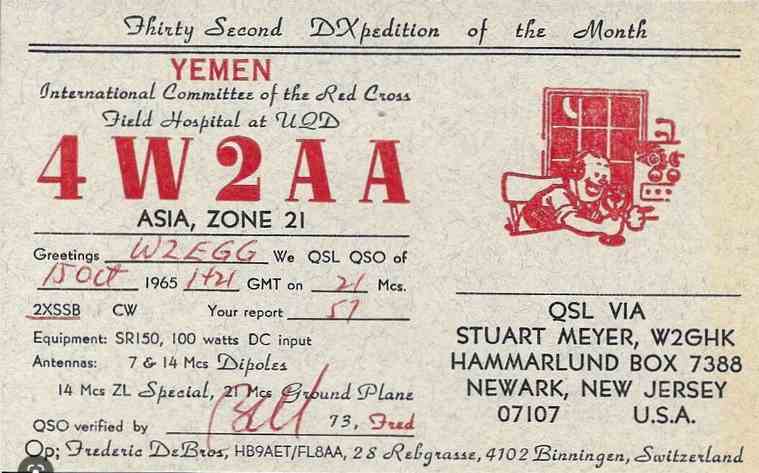 Thirty Second DXpedition of the Month
YEMEN
International Committee of the Red Cross
Field Hospital at UQD
4W2AA
ASIA, ZONE 21
Greetings W2EGG We QSL QSO of
15 Oct 1965 1421 GMT on 21 Mcs.
2XSSB CW Your report 57
Equipment: SR150, 100 watts DC input
Antennas: 7 & 14 Mcs Dipoles
14 Mcs ZL Special, 21 Mcs Ground Plane
QSO verified by 73, Fred
Op; Frederic DeBros, HB9AET/FL8AA, 28 Rebgrasse, 4102 Binningen, Switzerland
QSL VIA
STUART MEYER, W2GHK
HAMMARLUND BOX 7388
NEWARK, NEW JERSEY
07107 U.S.A.